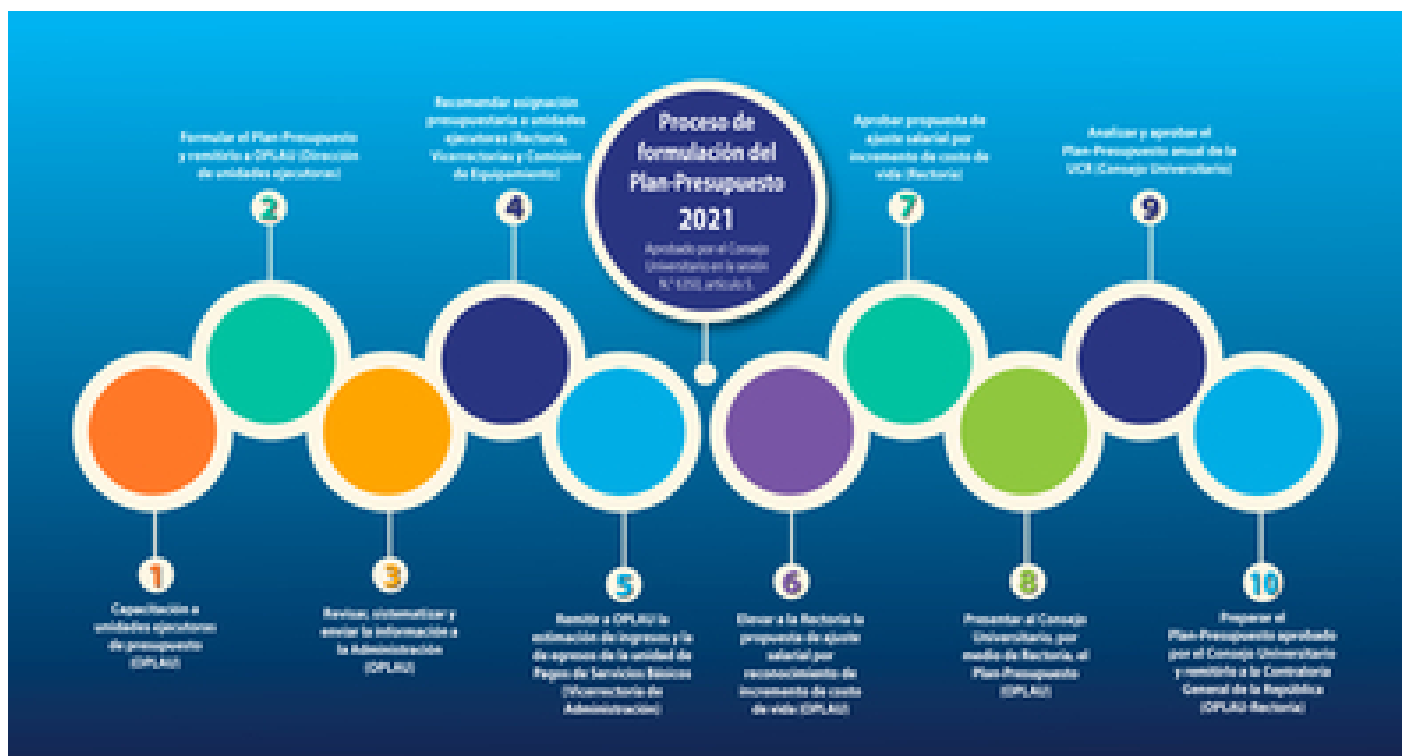 Proceso de
formulación del
Plan-Presupuesto
2021
Aprobado por el Consejo
Universitario en la sesión
artículo 5.
1
Capacitación a
unidades ejecutoras
de presupuesto
(OPLAU)
2
Formular el Plan-Presupuesto
y remitirlo a OPLAU (Dirección
de unidades ejecutoras)
3
Revisar, sistematizar y
enviar la información a
la Administración
(OPLAU)
4
Recomendar asignación
presupuestaria a unidades
ejecutoras (Rectoría,
Vicerrectorías y Comisión
de Equipamiento)
5
Remitir a OPLAU la
estimación de ingresos y la
de egresos de la unidad de
Pagos de Servicios Básicos
(Vicerrectoría de
Administración)
6
Elevar a la Rectoría la
propuesta de ajuste
salarial por
reconocimiento de
incremento de costo
de vida (OPLAU)
7
Aprobar propuesta de
ajuste salarial por
incremento de costo de
vida (Rectoría)
8
Presentar al Consejo
Universitario, por
medio de Rectoría, el
Plan-Presupuesto
(OPLAU)
9
Analizar y aprobar el
Plan-Presupuesto anual de la
UCR (Consejo Universitario)
10
Preparar el
Plan-Presupuesto aprobado
por el Consejo Universitario
y remitirlo a la Contraloría
General de la República
(OPLAU-Rectoría)